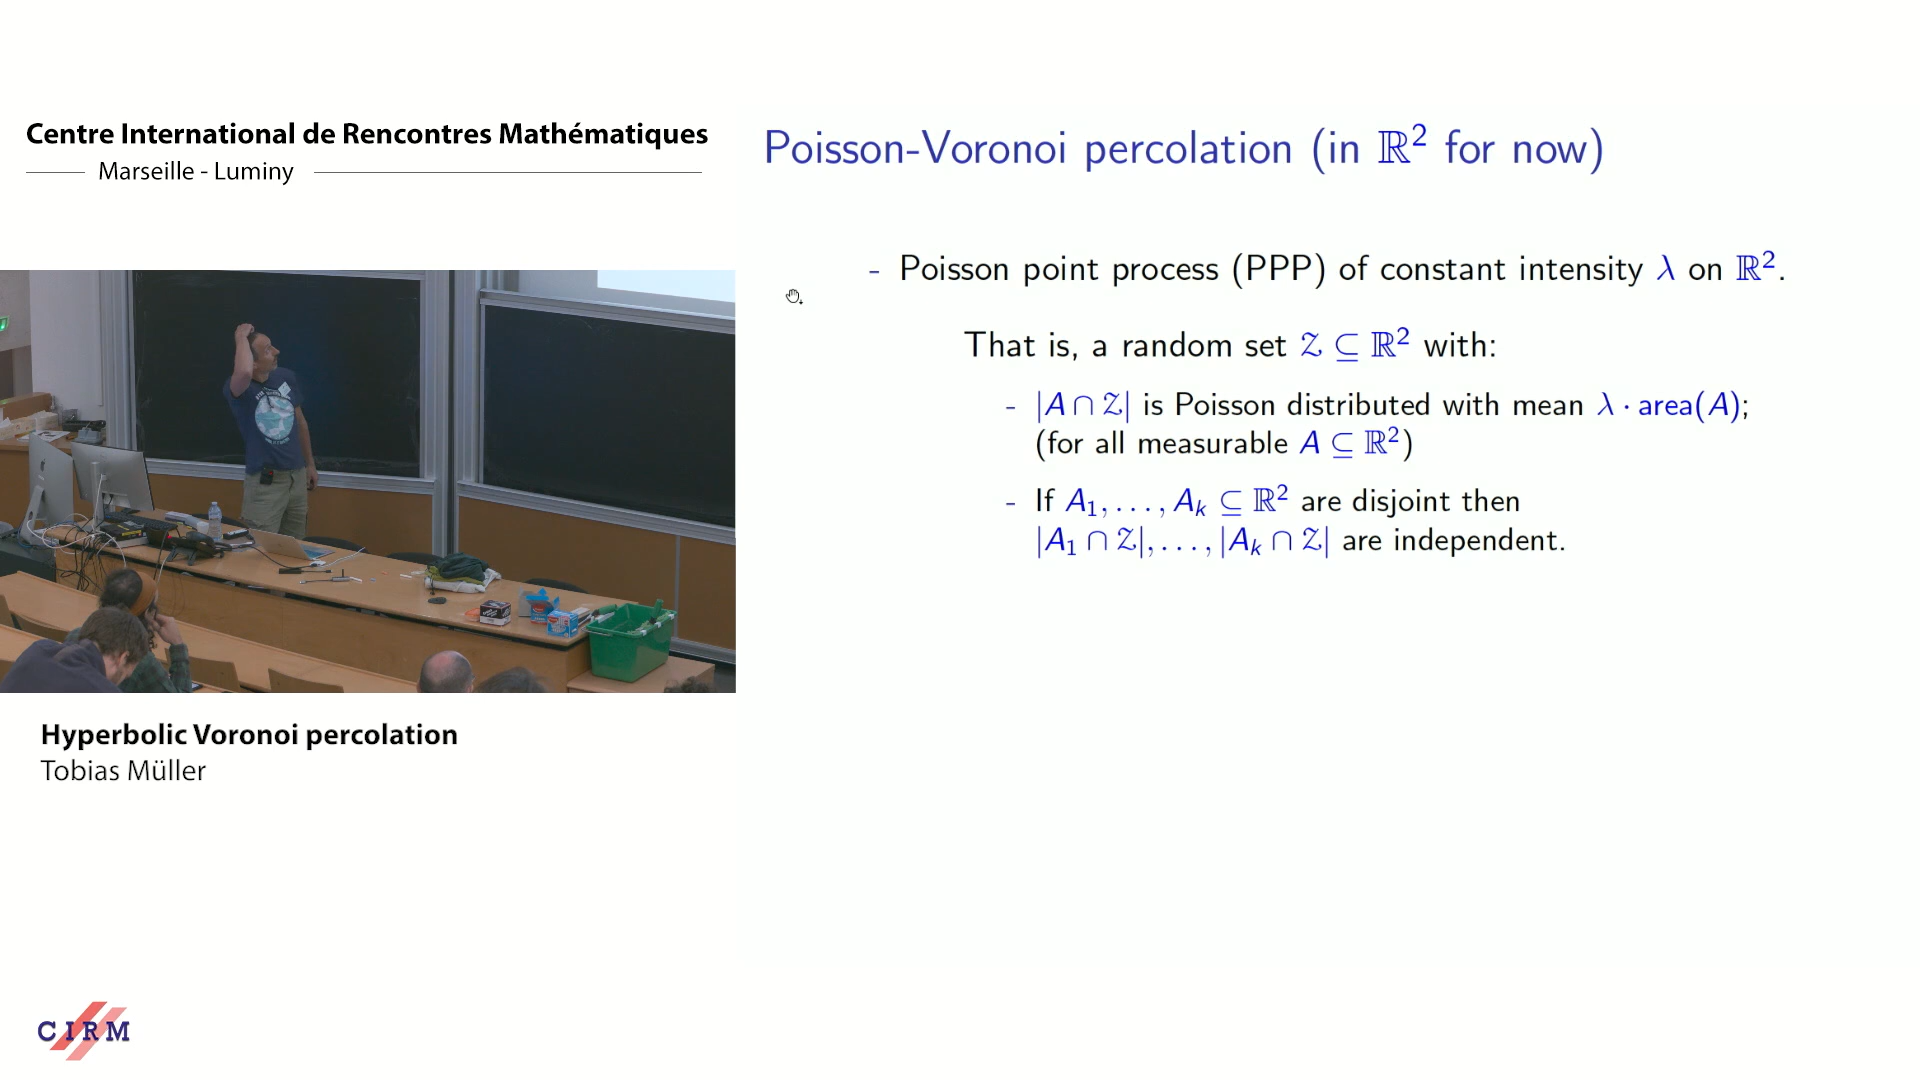 Centre International de Rencontres Mathématiques
Marseille - Luminy
Poisson-Voronoi percolation (in ℝ² for now)
- Poisson point process (PPP) of constant intensity λ on ℝ².
That is, a random set 𝒵 ⊆ ℝ² with:
- |A ∩ 𝒵| is Poisson distributed with mean λ · area(A);
(for all measurable A ⊆ ℝ²)
- If A₁, . . . , Aₖ ⊆ ℝ² are disjoint then
|A₁ ∩ 𝒵|, . . . , |Aₖ ∩ 𝒵| are independent.
Hyperbolic Voronoi percolation
Tobias Müller
CIRM